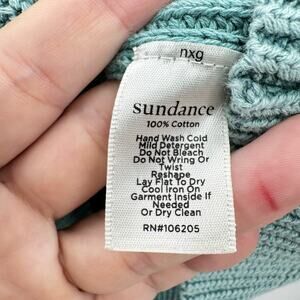 nxg
sundance
100% Cotton
Hand Wash Cold
Mild Detergent
Do Not Bleach
Do Not Wring Or
Twist
Reshape
Lay Flat To Dry
Cool Iron On
Garment Inside If
Needed
Or Dry Clean
RN#106205